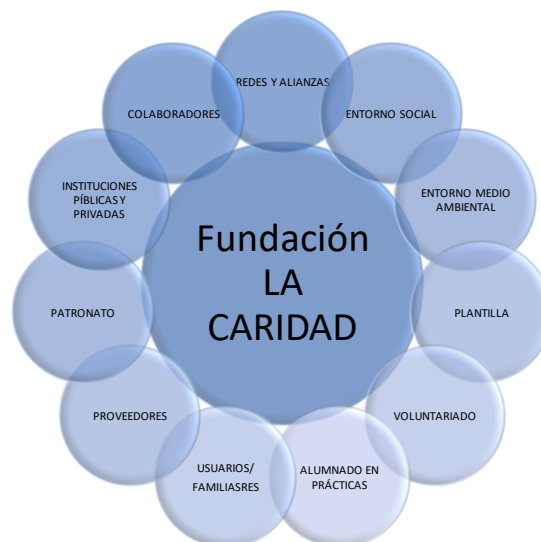 REDES Y ALIANZAS
ENTORNO SOCIAL
ENTORNO MEDIO
AMBIENTAL
PLANTILLA
VOLUNTARIADO
ALUMNADO EN
PRÁCTICAS
USUARIOS/
FAMILIASRES
PROVEEDORES
PATRONATO
INSTITUCIONES
PÍBLICAS Y
PRIVADAS
COLABORADORES
Fundación
LA
CARIDAD